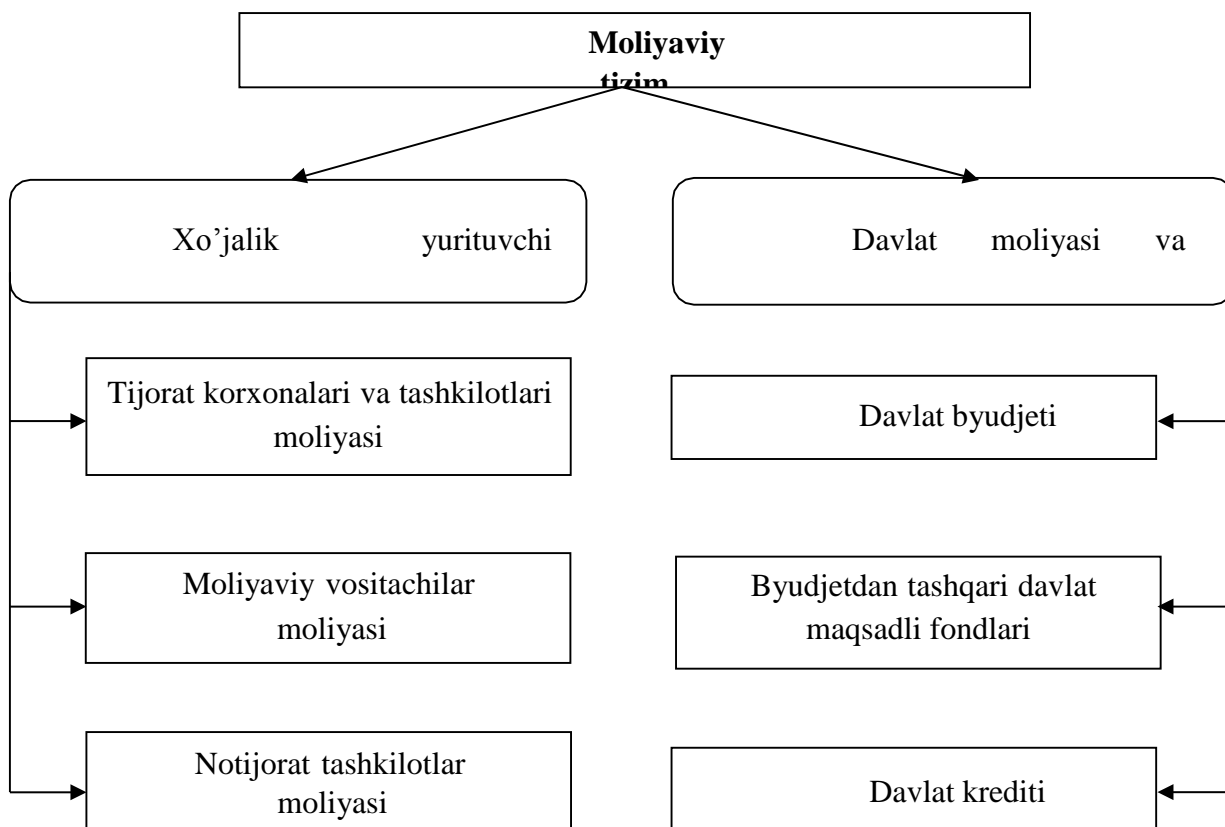 Moliyaviy
tizim
Xo’jalik yurituvchi
Davlat moliyasi va
Tijorat korxonalari va tashkilotlari
moliyasi
Davlat byudjeti
Moliyaviy vositachilar
moliyasi
Byudjetdan tashqari davlat
maqsadli fondlari
Notijorat tashkilotlar
moliyasi
Davlat krediti